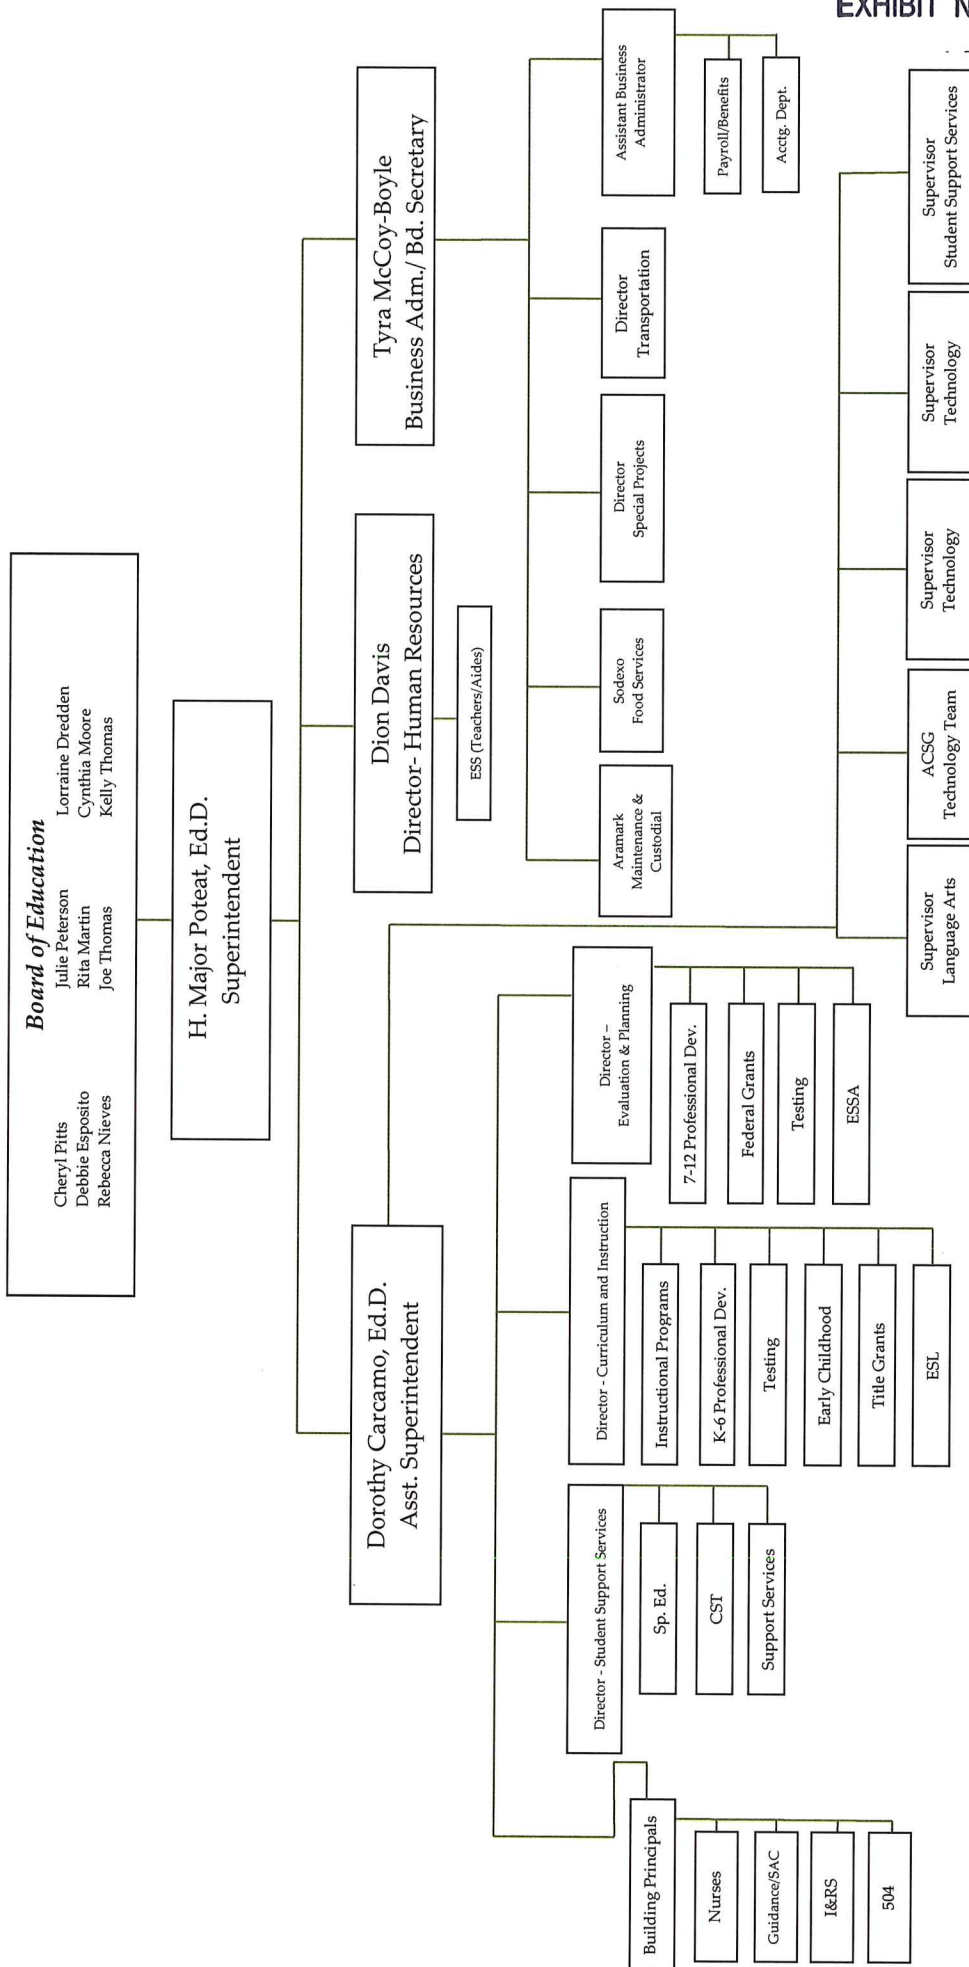 EXHIBIT N
Board of Education
Cheryl Pitts
Debbie Esposito
Rebecca Nieves
Julie Peterson
Rita Martin
Joe Thomas
Lorraine Dredden
Cynthia Moore
Kelly Thomas
H. Major Poteat, Ed.D.
Superintendent
Dorothy Carcamo, Ed.D.
Asst. Superintendent
Dion Davis
Director- Human Resources
ESS (Teachers/Aides)
Tyra McCoy-Boyle
Business Adm./ Bd. Secretary
Building Principals
Nurses
Guidance/SAC
I&RS
504
Director - Student Support Services
Sp. Ed.
CST
Support Services
Director - Curriculum and Instruction
Instructional Programs
K-6 Professional Dev.
Testing
Early Childhood
Title Grants
ESL
Director –
Evaluation & Planning
7-12 Professional Dev.
Federal Grants
Testing
ESSA
Aramark
Maintenance &
Custodial
Sodexo
Food Services
Director
Special Projects
Director
Transportation
Assistant Business
Administrator
Payroll/Benefits
Acctg. Dept.
Supervisor
Language Arts
ACSG
Technology Team
Supervisor
Technology
Supervisor
Technology
Supervisor
Student Support Services